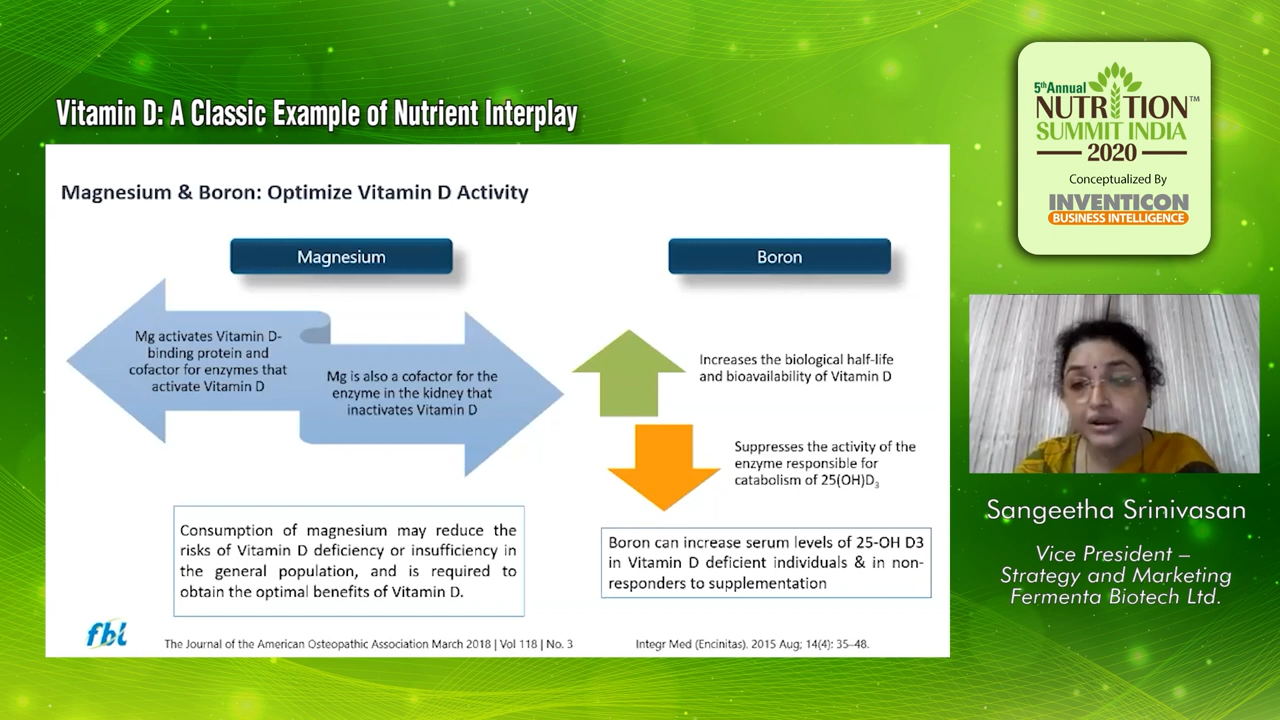 Vitamin D: A Classic Example of Nutrient Interplay
Magnesium & Boron: Optimize Vitamin D Activity
Magnesium
Mg activates Vitamin D-
binding protein and
cofactor for enzymes that
activate Vitamin D
Mg is also a cofactor for the
enzyme in the kidney that
inactivates Vitamin D
Consumption of magnesium may reduce the
risks of Vitamin D deficiency or insufficiency in
the general population, and is required to
obtain the optimal benefits of Vitamin D.
Boron
Increases the biological half-life
and bioavailability of Vitamin D
Suppresses the activity of the
enzyme responsible for
catabolism of 25(OH)D3
Boron can increase serum levels of 25-OH D3
in Vitamin D deficient individuals & in non-
responders to supplementation
fbl
The Journal of the American Osteopathic Association March 2018 | Vol 118 | No. 3
Integr Med (Encinitas). 2015 Aug; 14(4): 35–48.
5th Annual
NUTRITION™
SUMMIT INDIA
2020
Conceptualized By
INVENTICON
BUSINESS INTELLIGENCE
Sangeetha Srinivasan
Vice President –
Strategy and Marketing
Fermenta Biotech Ltd.